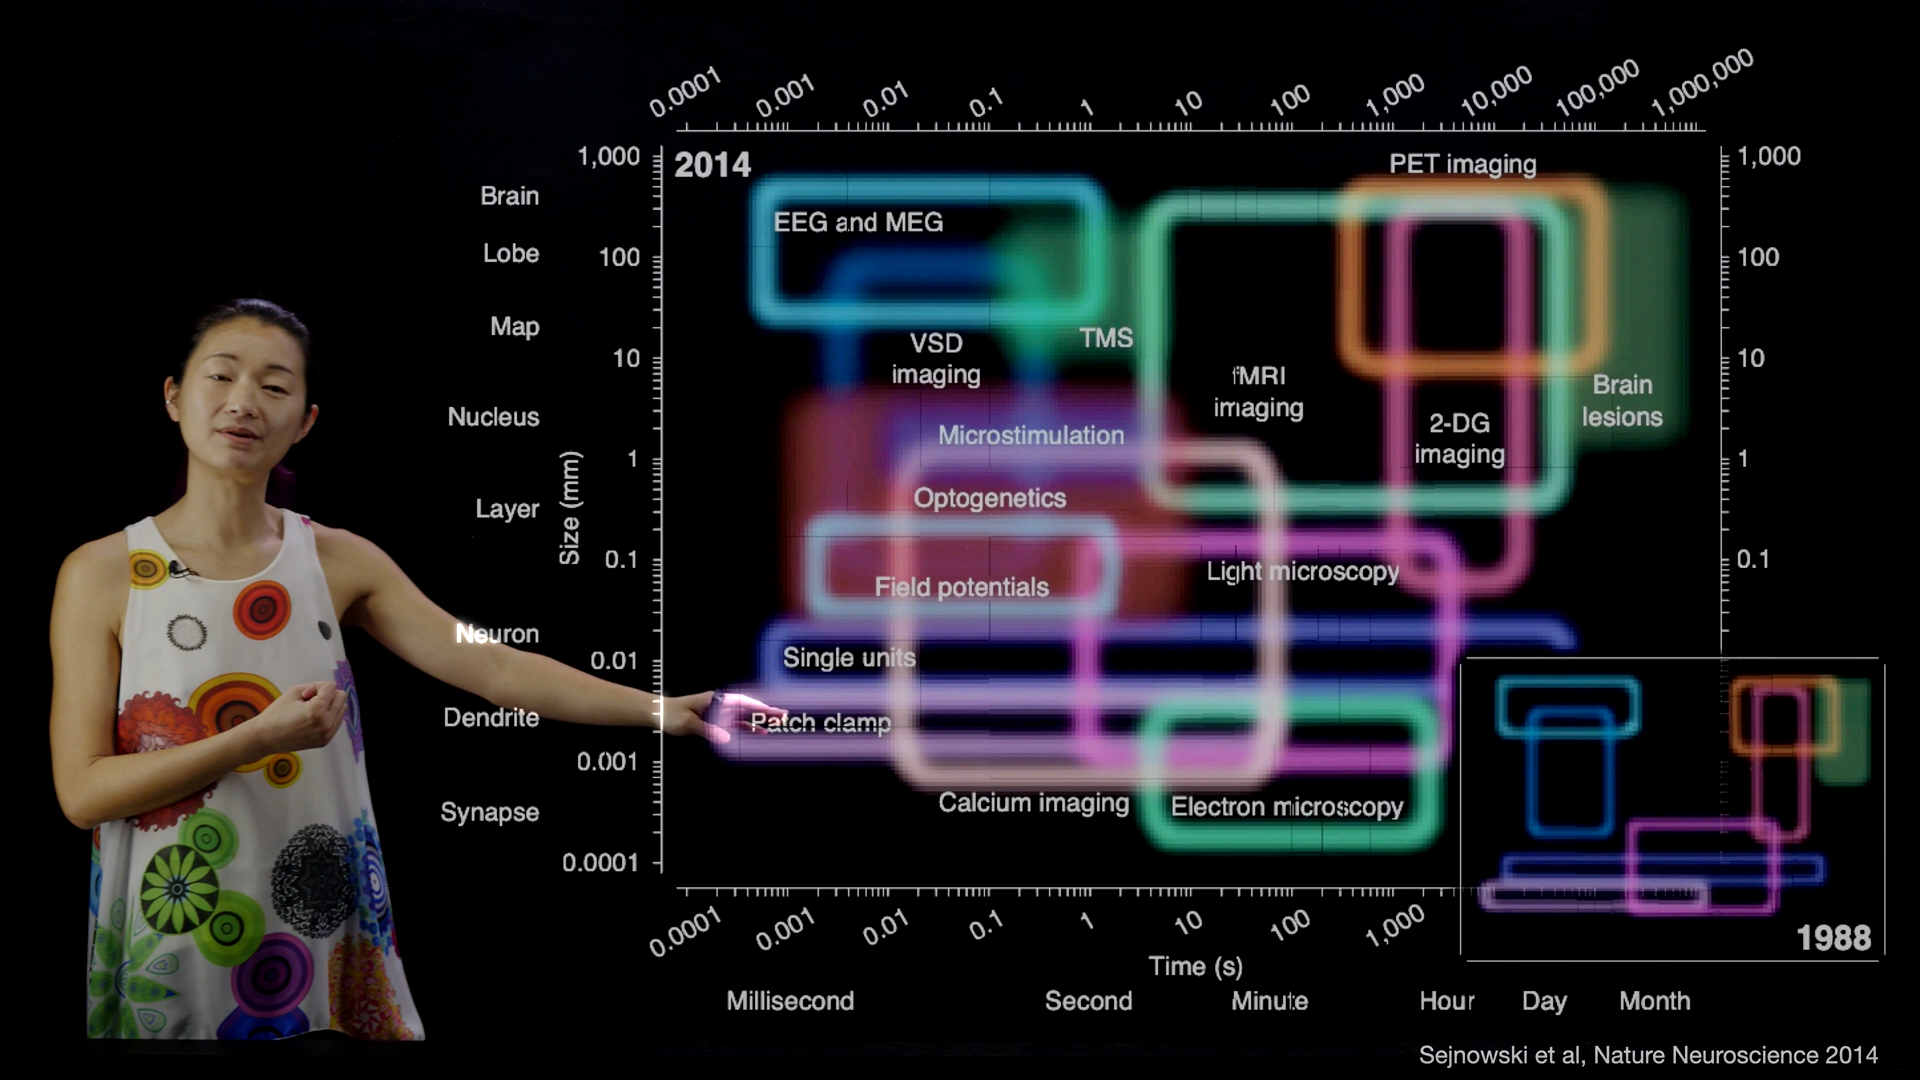 0.0001 0.001 0.01 0.1 1 10 100 1,000 10,000 100,000 1,000,000
2014
PET imaging
1,000
1,000
Brain
EEG and MEG
Lobe
100
100
Map
TMS
VSD
imaging
10
10
fMRI
imaging
Brain
lesions
Nucleus
2-DG
imaging
Microstimulation
1
1
Size (mm)
Layer
Optogenetics
0.1
0.1
Light microscopy
Field potentials
Neuron
0.01
Single units
Dendrite
Patch clamp
0.001
Synapse
Calcium imaging
Electron microscopy
0.0001
0.0001 0.001 0.01 0.1 1 10 100 1,000
1988
Time (s)
Millisecond Second Minute Hour Day Month
Sejnowski et al, Nature Neuroscience 2014